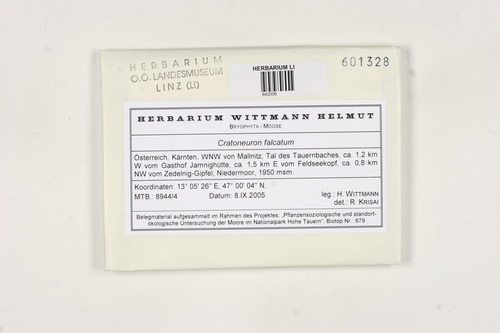 HERBARIUM
O.Ö. LANDESMUSEUM
LINZ (LI)
HERBARIUM LI
842006
601328
HERBARIUM WITTMANN HELMUT
BRYOPHYTA - MOOSE
Cratoneuron falcatum
Österreich, Kärnten, WNW von Mallnitz, Tal des Tauernbaches, ca. 1,2 km
W vom Gasthof Jamnighütte, ca. 1,5 km E vom Feldseekopf, ca. 0,8 km
NW vom Zedelnig-Gipfel, Niedermoor, 1950 msm
Koordinaten: 13° 05' 26'' E, 47° 00' 04'' N,
MTB.: 8944/4 Datum: 8.IX.2005
leg.: H. WITTMANN
det.: R. KRISAI
Belegmaterial aufgesammelt im Rahmen des Projektes: „Pflanzensoziologische und standort-
ökologische Untersuchung der Moore im Nationalpark Hohe Tauern"; Biotop Nr.: 679